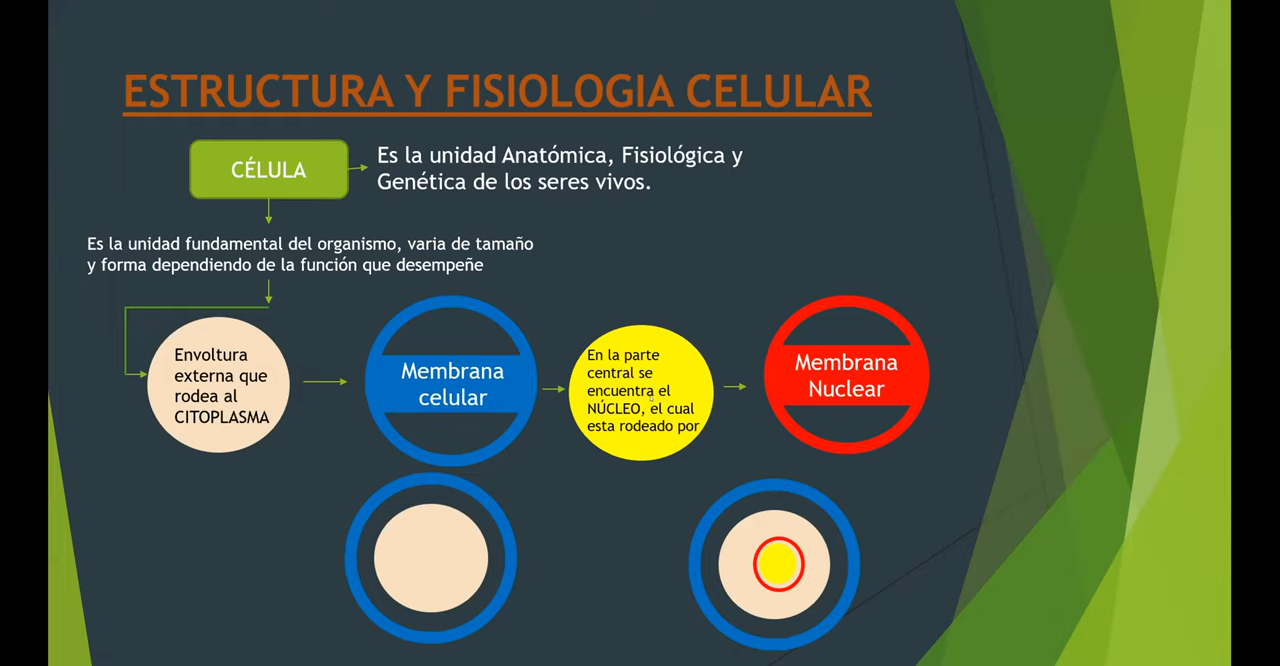 ESTRUCTURA Y FISIOLOGIA CELULAR
CÉLULA
Es la unidad Anatómica, Fisiológica y
Genética de los seres vivos.
Es la unidad fundamental del organismo, varia de tamaño
y forma dependiendo de la función que desempeñe
Envoltura
externa que
rodea al
CITOPLASMA
Membrana
celular
En la parte
central se
encuentra el
NÚCLEO, el cual
esta rodeado por
Membrana
Nuclear